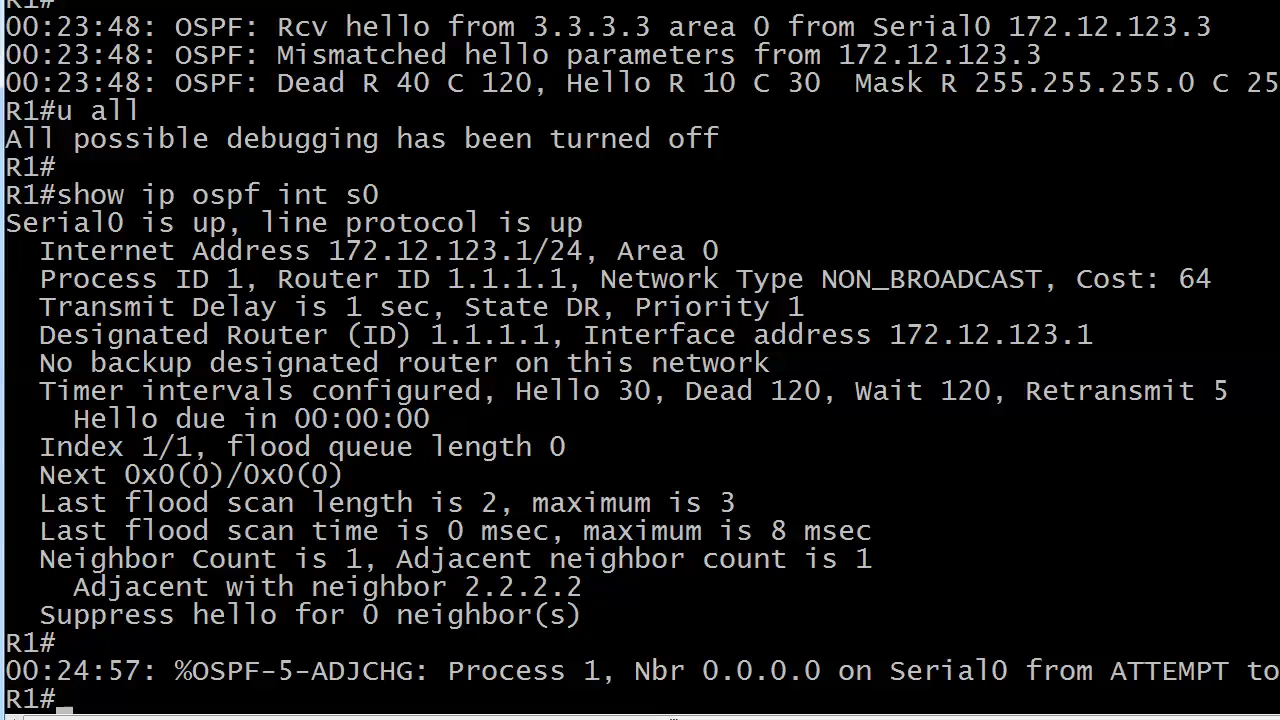 R1#
00:23:48: OSPF: Rcv hello from 3.3.3.3 area 0 from Serial0 172.12.123.3
00:23:48: OSPF: Mismatched hello parameters from 172.12.123.3
00:23:48: OSPF: Dead R 40 C 120, Hello R 10 C 30  Mask R 255.255.255.0 C 25
R1#u all
All possible debugging has been turned off
R1#
R1#show ip ospf int s0
Serial0 is up, line protocol is up
  Internet Address 172.12.123.1/24, Area 0
  Process ID 1, Router ID 1.1.1.1, Network Type NON_BROADCAST, Cost: 64
  Transmit Delay is 1 sec, State DR, Priority 1
  Designated Router (ID) 1.1.1.1, Interface address 172.12.123.1
  No backup designated router on this network
  Timer intervals configured, Hello 30, Dead 120, Wait 120, Retransmit 5
    Hello due in 00:00:00
  Index 1/1, flood queue length 0
  Next 0x0(0)/0x0(0)
  Last flood scan length is 2, maximum is 3
  Last flood scan time is 0 msec, maximum is 8 msec
  Neighbor Count is 1, Adjacent neighbor count is 1
    Adjacent with neighbor 2.2.2.2
  Suppress hello for 0 neighbor(s)
R1#
00:24:57: %OSPF-5-ADJCHG: Process 1, Nbr 0.0.0.0 on Serial0 from ATTEMPT to
R1#